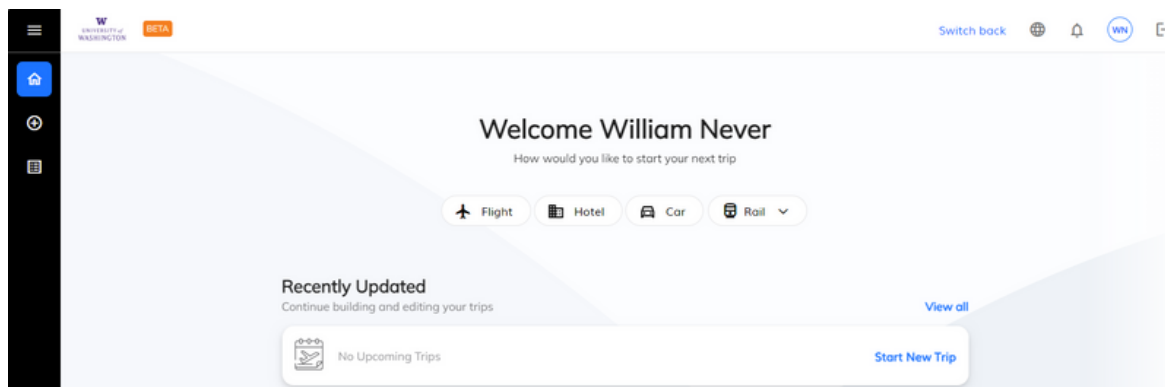 W
UNIVERSITY of
WASHINGTON
BETA
Switch back
WN
Welcome William Never
How would you like to start your next trip
Flight Hotel Car Rail
Recently Updated
Continue building and editing your trips
View all
No Upcoming Trips
Start New Trip